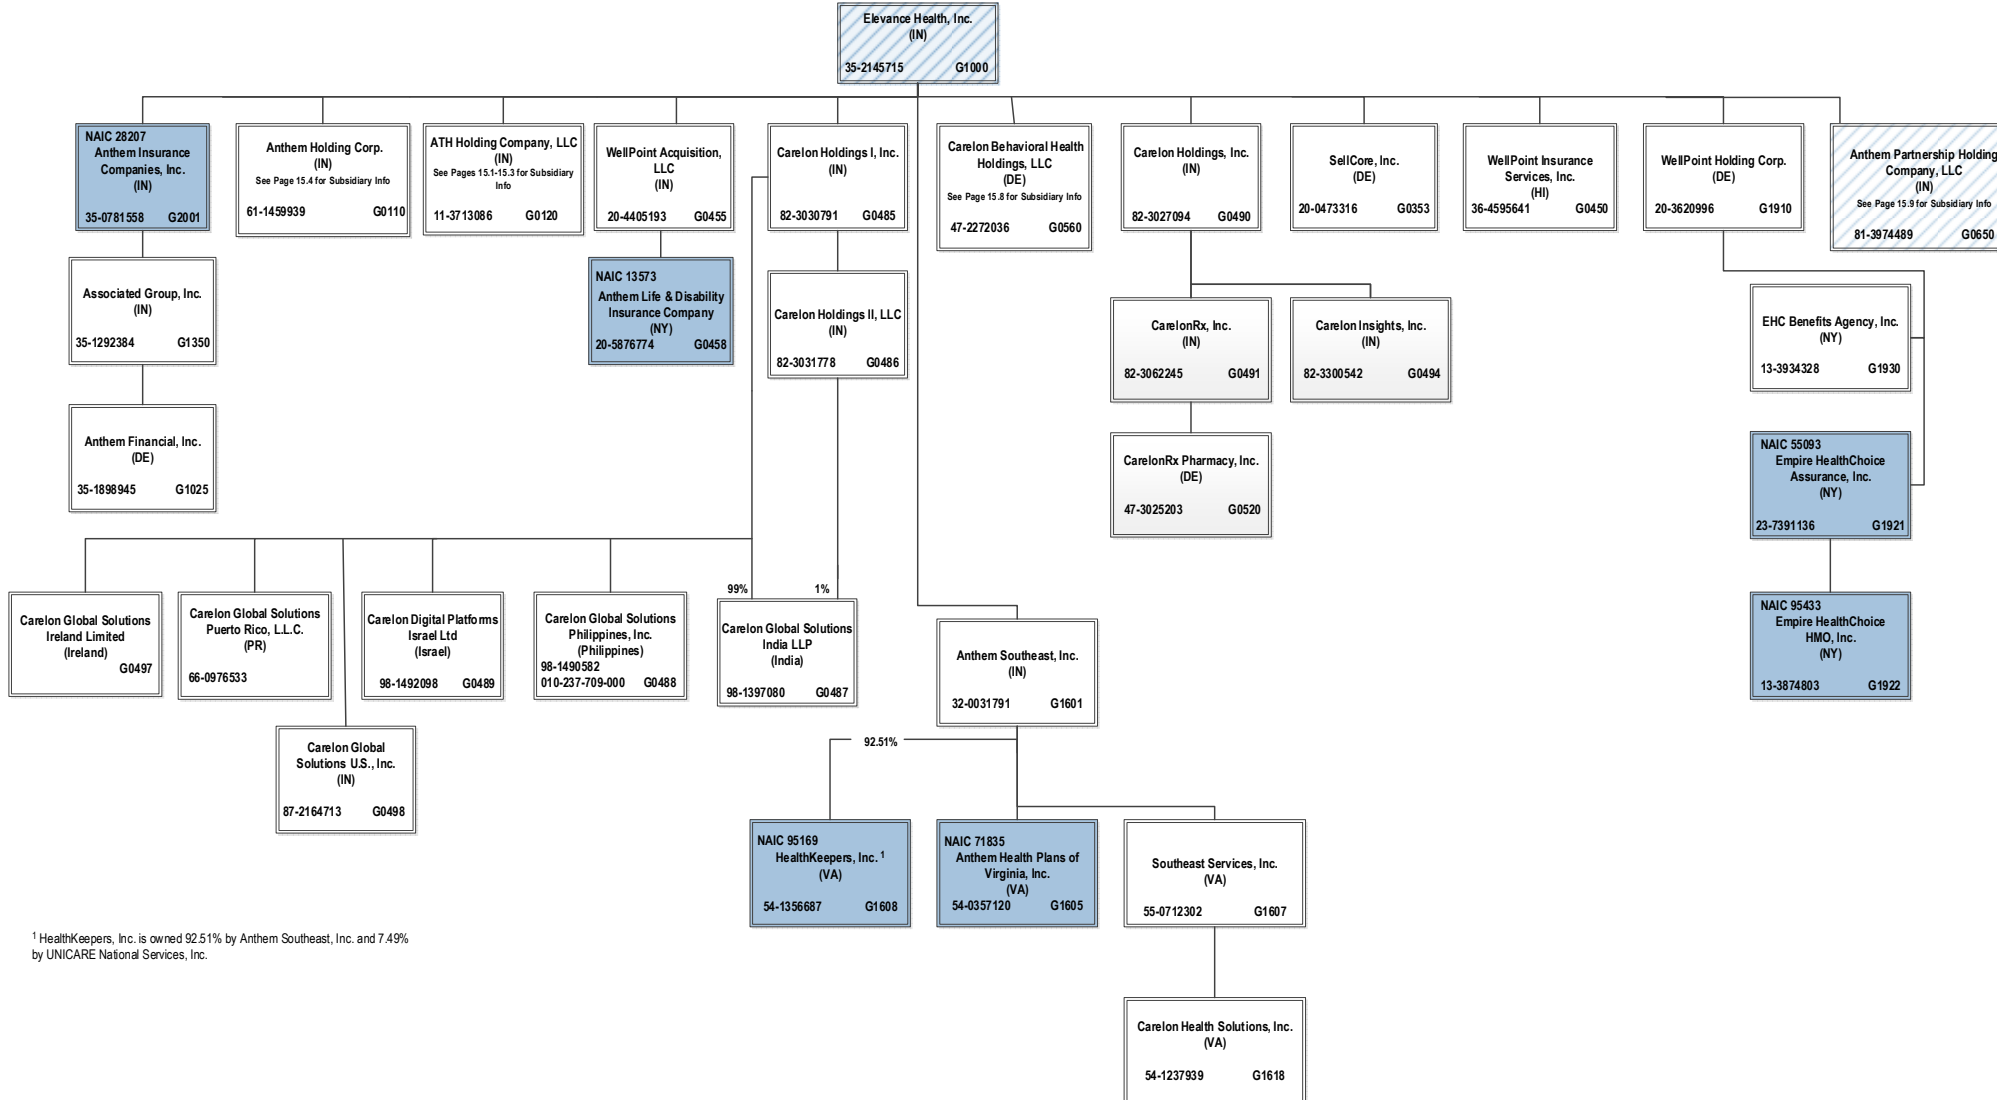 Elevance Health, Inc.
(IN)
35-2145715 G1000
NAIC 28207
Anthem Insurance
Companies, Inc.
(IN)
35-0781558 G2001
Anthem Holding Corp.
(IN)
See Page 15.4 for Subsidiary Info
61-1459939 G0110
ATH Holding Company, LLC
(IN)
See Pages 15.1-15.3 for Subsidiary
Info
11-3713086 G0120
WellPoint Acquisition,
LLC
(IN)
20-4405193 G0455
Carelon Holdings I, Inc.
(IN)
82-3030791 G0485
Carelon Behavioral Health
Holdings, LLC
(DE)
See Page 15.8 for Subsidiary Info
47-2272036 G0560
Carelon Holdings, Inc.
(IN)
82-3027094 G0490
SellCore, Inc.
(DE)
20-0473316 G0353
WellPoint Insurance
Services, Inc.
(HI)
36-4595641 G0450
WellPoint Holding Corp.
(DE)
20-3620996 G1910
Anthem Partnership Holding
Company, LLC
(IN)
See Page 15.9 for Subsidiary Info
81-3974489 G0650
Associated Group, Inc.
(IN)
35-1292384 G1350
NAIC 13573
Anthem Life & Disability
Insurance Company
(NY)
20-5876774 G0458
Carelon Holdings II, LLC
(IN)
82-3031778 G0486
CarelonRx, Inc.
(IN)
82-3062245 G0491
Carelon Insights, Inc.
(IN)
82-3300542 G0494
EHC Benefits Agency, Inc.
(NY)
13-3934328 G1930
Anthem Financial, Inc.
(DE)
35-1898945 G1025
CarelonRx Pharmacy, Inc.
(DE)
47-3025203 G0520
NAIC 55093
Empire HealthChoice
Assurance, Inc.
(NY)
23-7391136 G1921
99% 1%
Carelon Global Solutions
Ireland Limited
(Ireland)
G0497
Carelon Global Solutions
Puerto Rico, L.L.C.
(PR)
66-0976533
Carelon Digital Platforms
Israel Ltd
(Israel)
98-1492098 G0489
Carelon Global Solutions
Philippines, Inc.
(Philippines)
98-1490582
010-237-709-000 G0488
Carelon Global Solutions
India LLP
(India)
98-1397080 G0487
Anthem Southeast, Inc.
(IN)
32-0031791 G1601
NAIC 95433
Empire HealthChoice
HMO, Inc.
(NY)
13-3874803 G1922
Carelon Global
Solutions U.S., Inc.
(IN)
87-2164713 G0498
92.51%
NAIC 95169
HealthKeepers, Inc. 1
(VA)
54-1356687 G1608
NAIC 71835
Anthem Health Plans of
Virginia, Inc.
(VA)
54-0357120 G1605
Southeast Services, Inc.
(VA)
55-0712302 G1607
1 HealthKeepers, Inc. is owned 92.51% by Anthem Southeast, Inc. and 7.49%
by UNICARE National Services, Inc.
Carelon Health Solutions, Inc.
(VA)
54-1237939 G1618